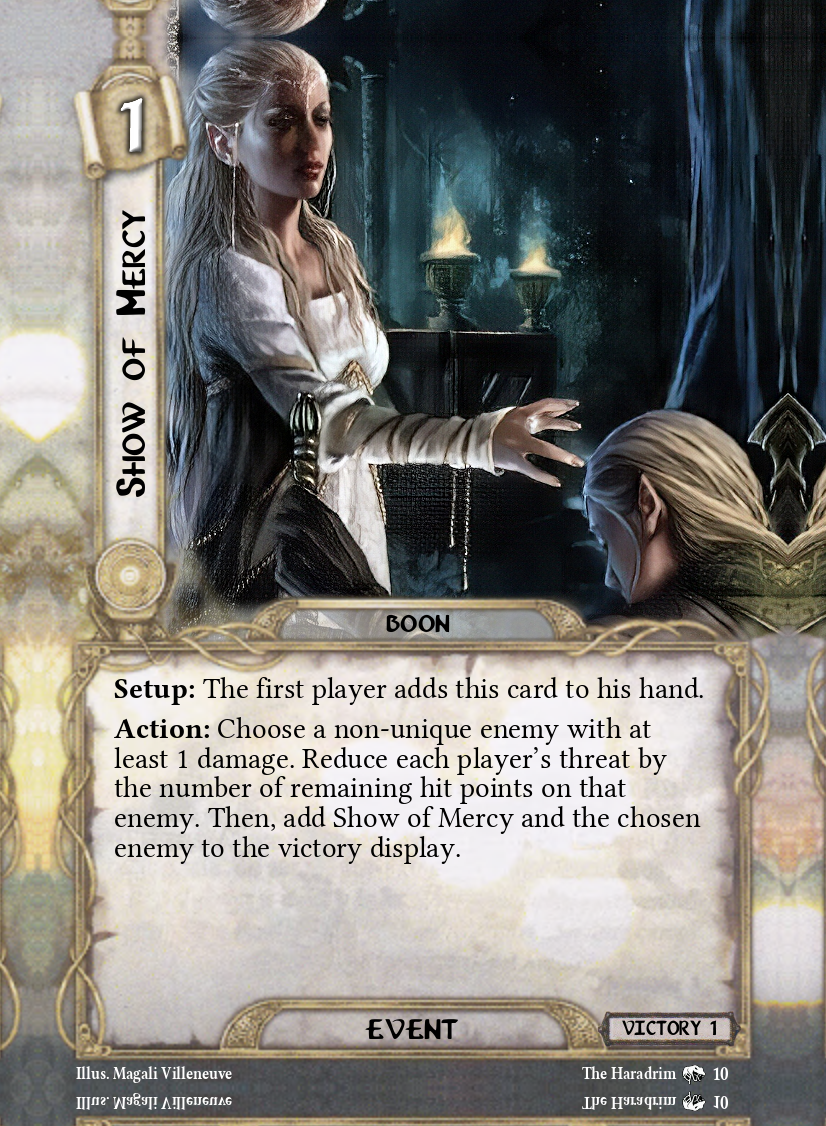 1
SHOW OF MERCY
BOON
Setup: The first player adds this card to his hand.
Action: Choose a non-unique enemy with at
least 1 damage. Reduce each player's threat by
the number of remaining hit points on that
enemy. Then, add Show of Mercy and the chosen
enemy to the victory display.
EVENT
VICTORY 1
Illus. Magali Villeneuve
The Haradrim 10
Illus. Magali Villeneuve
The Haradrim 10